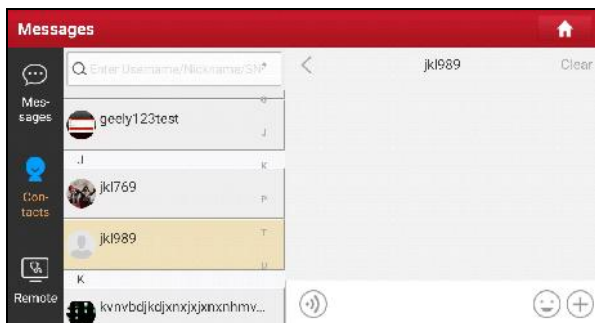 Messages
Enter Username/Nickname/SN
Mes-
sages
Con-
tacts
Remote
geely123test
J
jkl769
jkl989
K
kvnvbdjkdjxnxjxjxnxnhmv...
*
G
J
K
P
T
U
jkl989
Clear